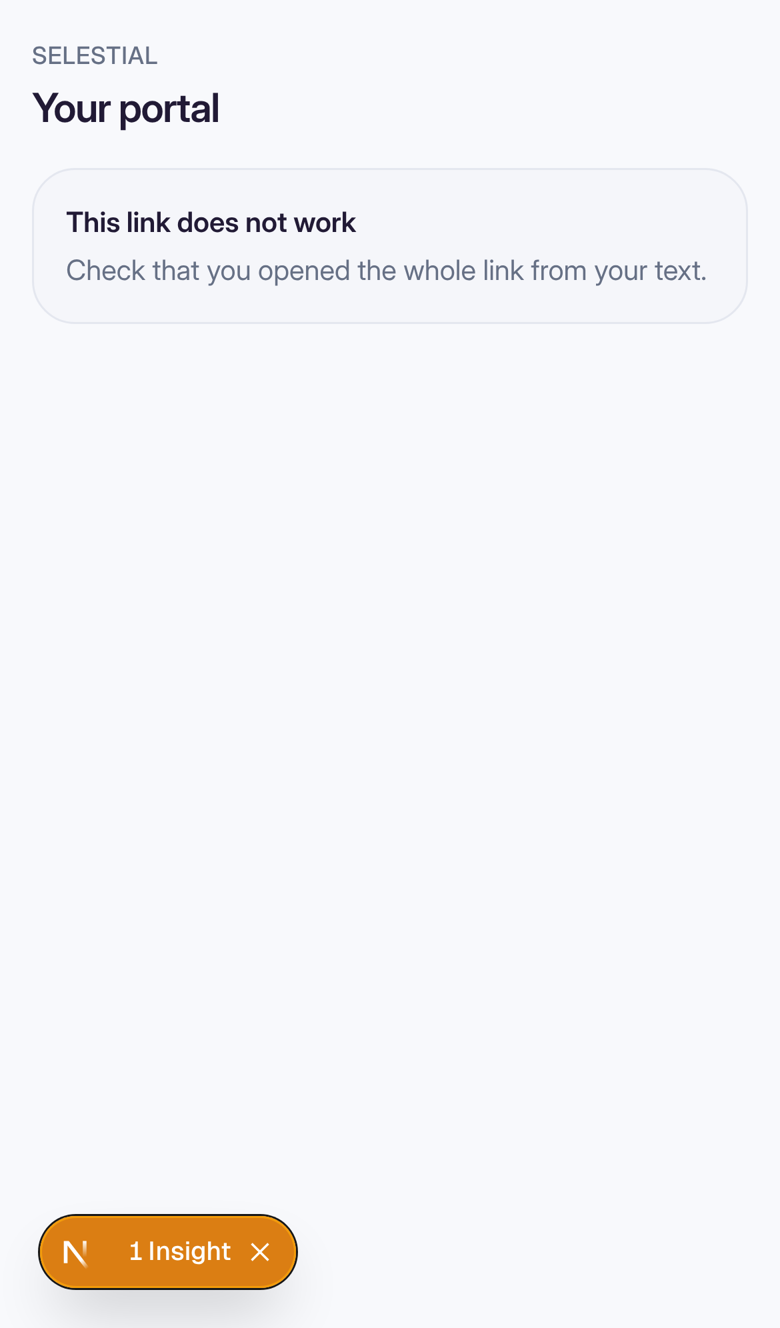 SELESTIAL
Your portal
This link does not work
Check that you opened the whole link from your text.
N 1 Insight